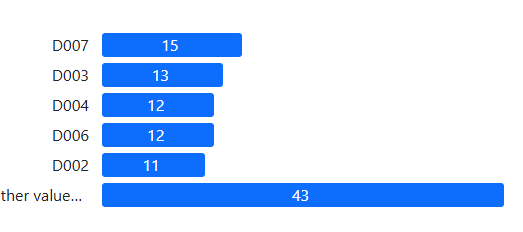 D007 15
D003 13
D004 12
D006 12
D002 11
ther value... 43